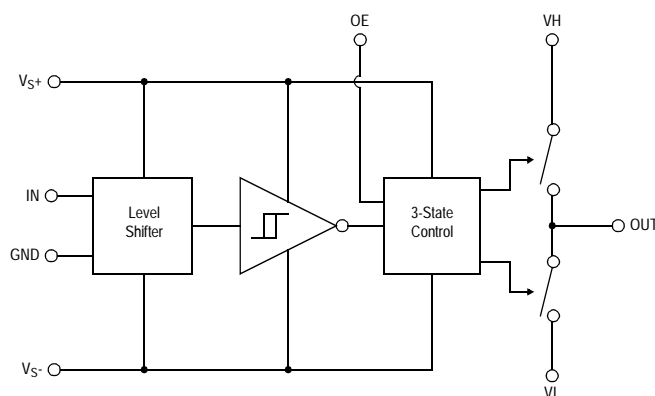 OE
VH
VS+
IN
Level
Shifter
3-State
Control
OUT
GND
VS-
VL